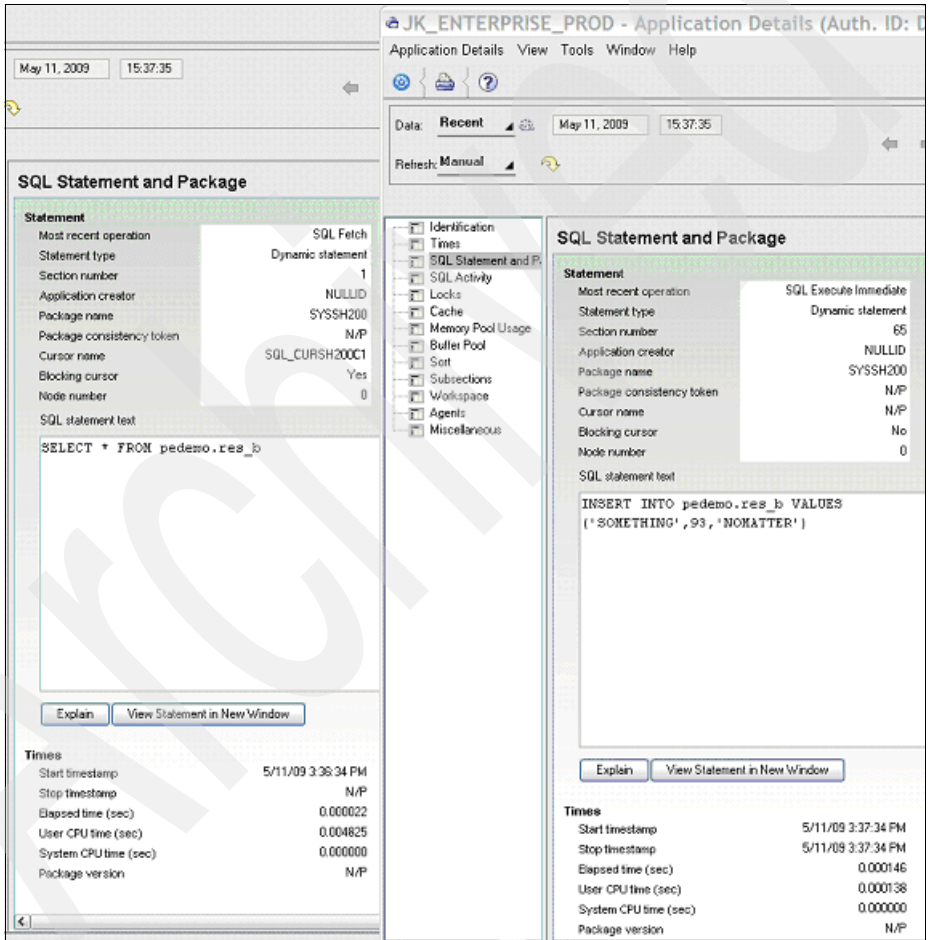 May 11, 2009 15:37:35
SQL Statement and Package
Statement
Most recent operation SQL Fetch
Statement type Dynamic statement
Section number 1
Application creator NULLID
Package name SYSSH200
Package consistency token N/P
Cursor name SQL_CURSH200C1
Blocking cursor Yes
Node number 0
SQL statement text
SELECT * FROM pedemo.res_b
Explain View Statement in New Window
Times
Start timestamp 5/11/09 3:36:34 PM
Stop timestamp N/P
Elapsed time (sec) 0.000022
User CPU time (sec) 0.004825
System CPU time (sec) 0.000000
Package version N/P
JK_ENTERPRISE_PROD - Application Details (Auth. ID: D
Application Details View Tools Window Help
Data: Recent May 11, 2009 15:37:35
Refresh: Manual
Identification
Times
SQL Statement and P
SQL Activity
Locks
Cache
Memory Pool Usage
Buffer Pool
Sort
Subsections
Workspace
Agents
Miscellaneous
SQL Statement and Package
Statement
Most recent operation SQL Execute Immediate
Statement type Dynamic statement
Section number 65
Application creator NULLID
Package name SYSSH200
Package consistency token N/P
Cursor name N/P
Blocking cursor No
Node number 0
SQL statement text
INSERT INTO pedemo.res_b VALUES
('SOMETHING',93,'NOMATTER')
Explain View Statement in New Window
Times
Start timestamp 5/11/09 3:37:34 PM
Stop timestamp 5/11/09 3:37:34 PM
Elapsed time (sec) 0.000146
User CPU time (sec) 0.000138
System CPU time (sec) 0.000000
Package version N/P
Archived